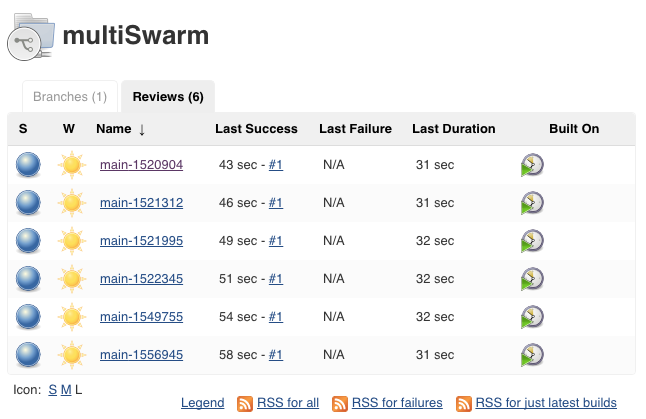 multiSwarm
Branches (1) Reviews (6)
S W Name ↓ Last Success Last Failure Last Duration Built On
main-1520904 43 sec - #1 N/A 31 sec
main-1521312 46 sec - #1 N/A 31 sec
main-1521995 49 sec - #1 N/A 32 sec
main-1522345 51 sec - #1 N/A 32 sec
main-1549755 54 sec - #1 N/A 32 sec
main-1556945 58 sec - #1 N/A 31 sec
Icon: S M L
Legend RSS for all RSS for failures RSS for just latest builds